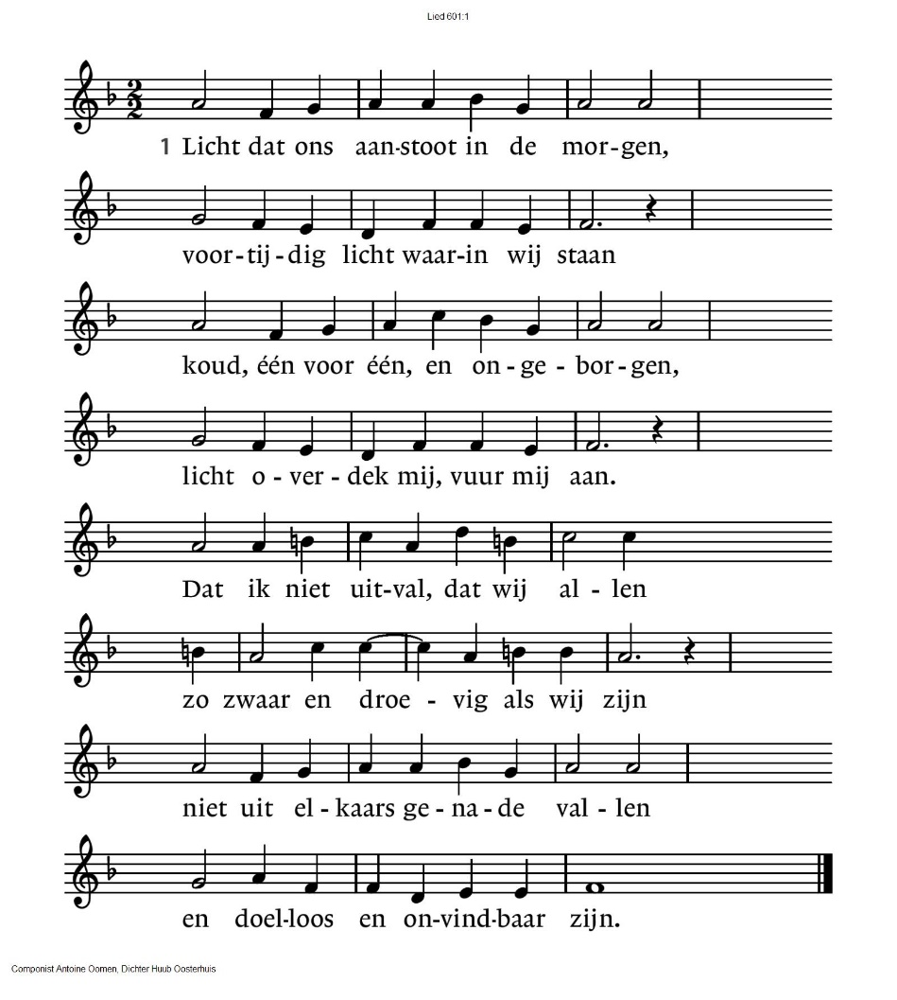 Lied 601:1
1 Licht dat ons aan-stoot in de mor-gen,
voor-tij-dig licht waar-in wij staan
koud, één voor één, en on-ge-bor-gen,
licht o-ver-dek mij, vuur mij aan.
Dat ik niet uit-val, dat wij al-len
zo zwaar en droe-vig als wij zijn
niet uit el-kaars ge-na-de val-len
en doel-loos en on-vind-baar zijn.
Componist Antoine Oomen, Dichter Huub Oosterhuis